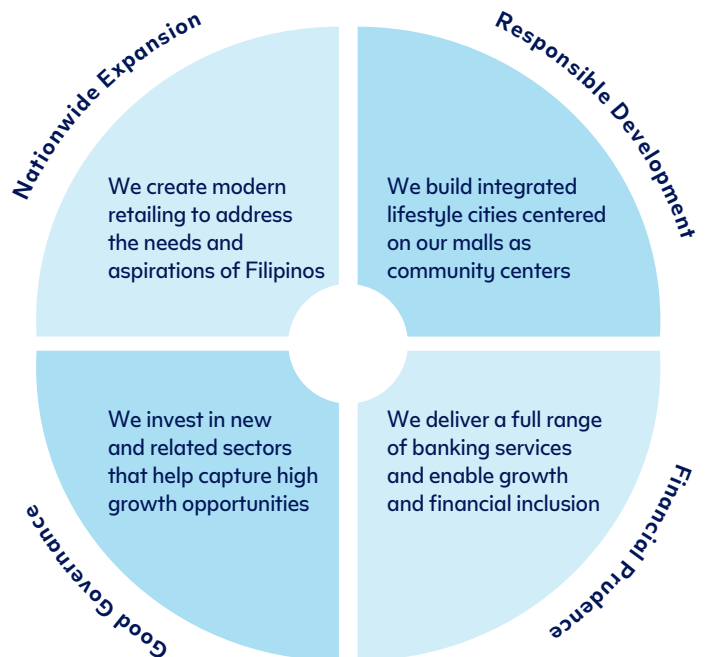 Nationwide Expansion
Responsible Development
We create modern
retailing to address
the needs and
aspirations of Filipinos
We build integrated
lifestyle cities centered
on our malls as
community centers
We invest in new
and related sectors
that help capture high
growth opportunities
We deliver a full range
of banking services
and enable growth
and financial inclusion
Good Governance
Financial Prudence